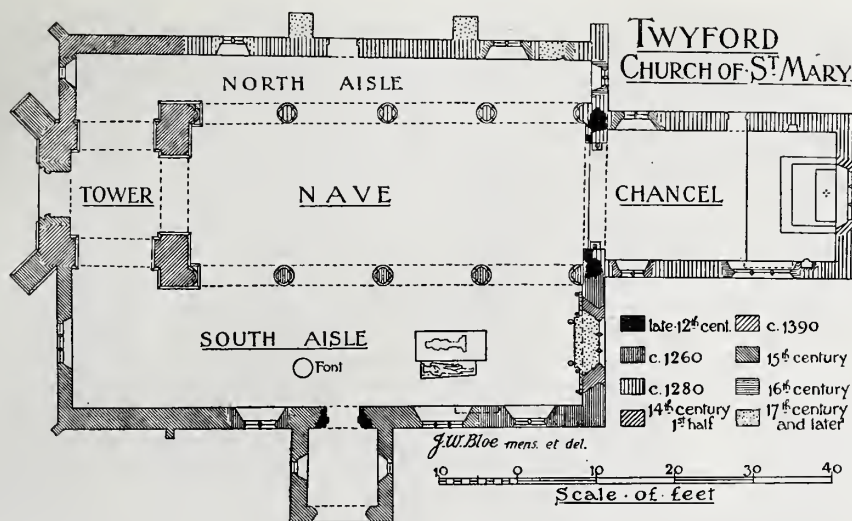 TWYFORD
CHURCH OF ST MARY.
NORTH AISLE
TOWER
NAVE
CHANCEL
SOUTH AISLE
Font
late 12th cent.
c. 1260
c. 1280
14th century
1st half
c. 1390
15th century
16th century
17th century
and later
J.W. Bloe mens. et del.
10 0 10 20 30 40
Scale of feet